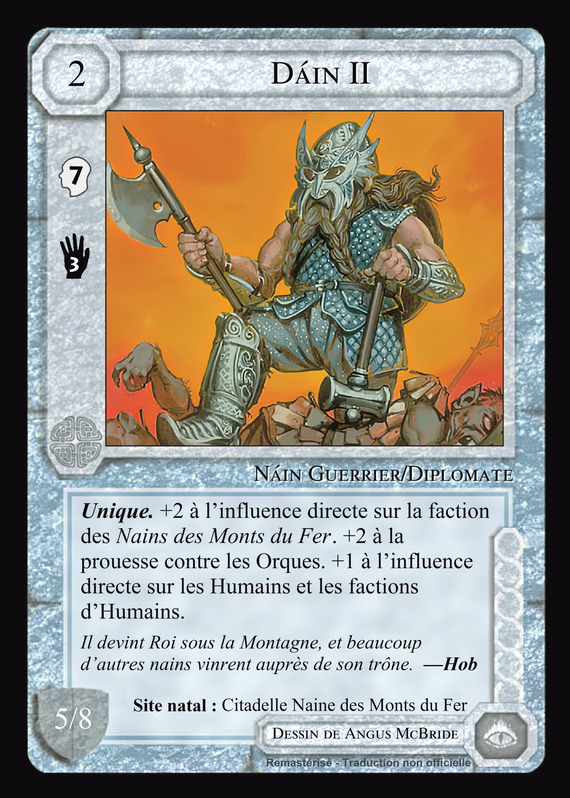 2
Dáin II
7
3
Náin Guerrier/Diplomate
Unique. +2 à l'influence directe sur la faction
des Nains des Monts du Fer. +2 à la
prouesse contre les Orques. +1 à l'influence
directe sur les Humains et les factions
d'Humains.
Il devint Roi sous la Montagne, et beaucoup
d'autres nains vinrent auprès de son trône. —Hob
Site natal : Citadelle Naine des Monts du Fer
5/8
Dessin de Angus McBride
Remastérisé - Traduction non officielle